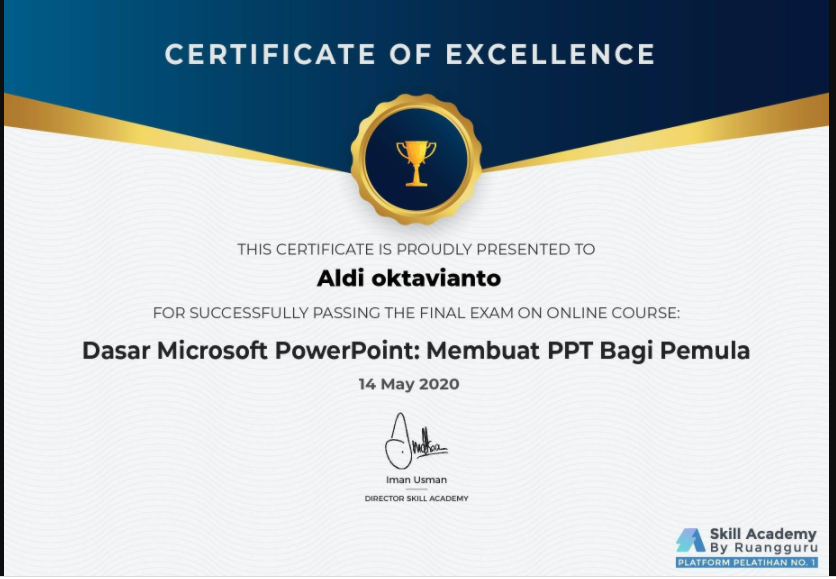 CERTIFICATE OF EXCELLENCE
THIS CERTIFICATE IS PROUDLY PRESENTED TO
Aldi oktavianto
FOR SUCCESSFULLY PASSING THE FINAL EXAM ON ONLINE COURSE:
Dasar Microsoft PowerPoint: Membuat PPT Bagi Pemula
14 May 2020
Iman Usman
DIRECTOR SKILL ACADEMY
Skill Academy
By Ruangguru
PLATFORM PELATIHAN NO. 1